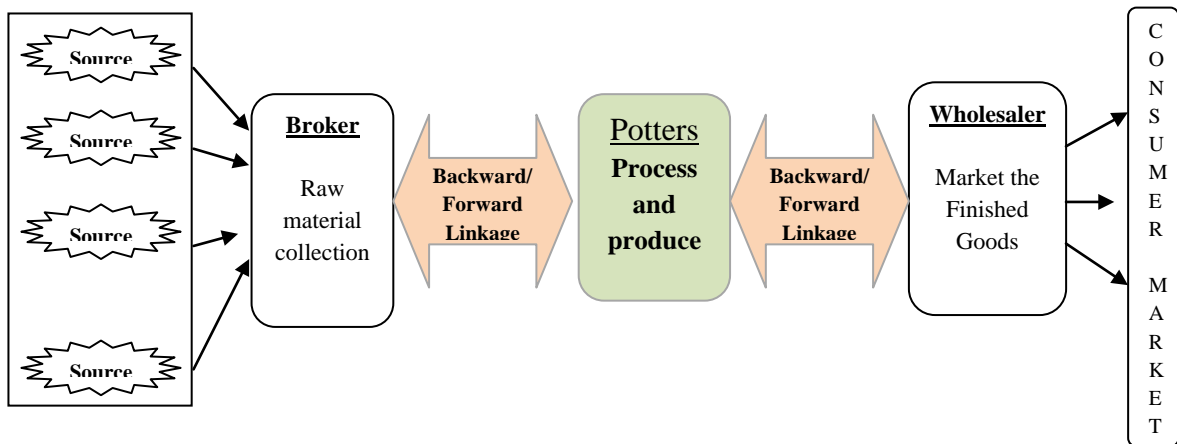 Source
Source
Source
Source
Broker
Raw
material
collection
Backward/
Forward
Linkage
Potters
Process
and
produce
Backward/
Forward
Linkage
Wholesaler
Market the
Finished
Goods
C
O
N
S
U
M
E
R
M
A
R
K
E
T